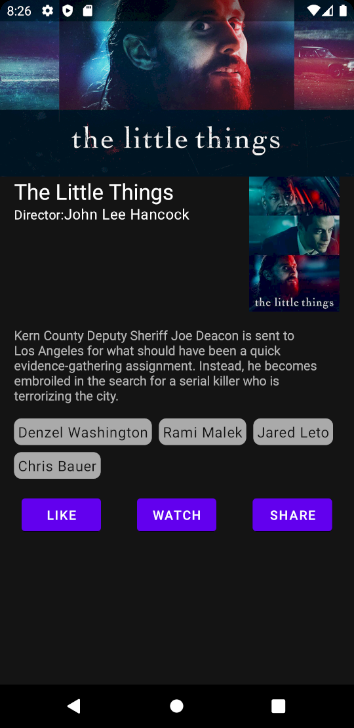 8:26
the little things
The Little Things
Director:John Lee Hancock
the little things
Kern County Deputy Sheriff Joe Deacon is sent to
Los Angeles for what should have been a quick
evidence-gathering assignment. Instead, he becomes
embroiled in the search for a serial killer who is
terrorizing the city.
Denzel Washington Rami Malek Jared Leto
Chris Bauer
LIKE WATCH SHARE